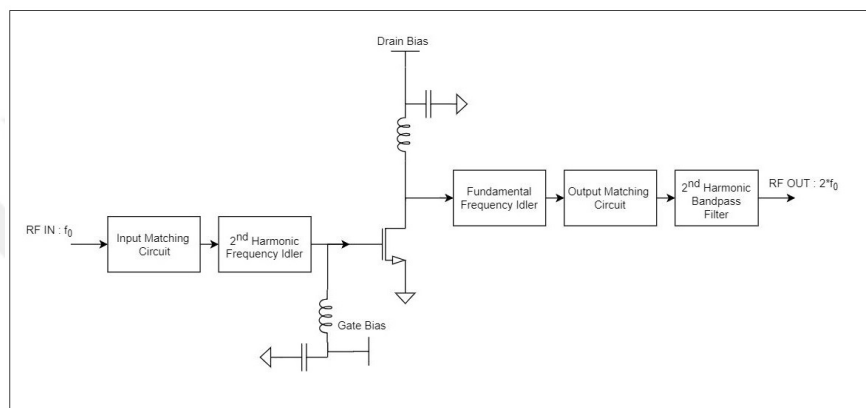 Drain Bias
RF IN : f0
Input Matching
Circuit
2nd Harmonic
Frequency Idler
Gate Bias
Fundamental
Frequency Idler
Output Matching
Circuit
2nd Harmonic
Bandpass
Filter
RF OUT : 2*f0